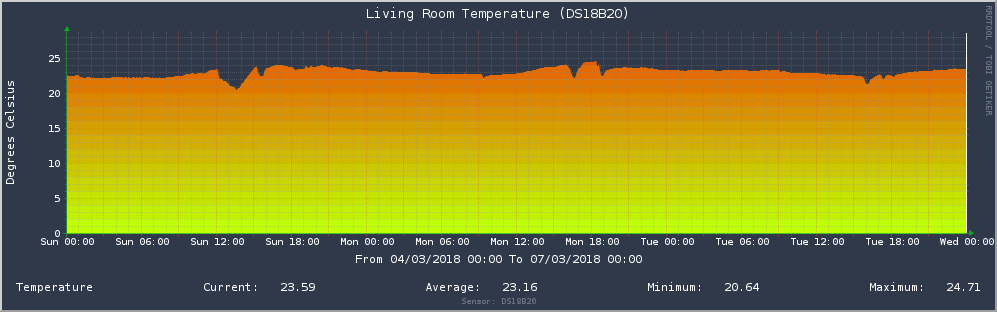 Living Room Temperature (DS18B20)
RRDTOOL / TOBI OETIKER
Degrees Celsius
25
20
15
10
5
0
Sun 00:00 Sun 06:00 Sun 12:00 Sun 18:00 Mon 00:00 Mon 06:00 Mon 12:00 Mon 18:00 Tue 00:00 Tue 06:00 Tue 12:00 Tue 18:00 Wed 00:00
From 04/03/2018 00:00 To 07/03/2018 00:00
Temperature Current: 23.59 Average: 23.16 Minimum: 20.64 Maximum: 24.71
Sensor: DS18B20